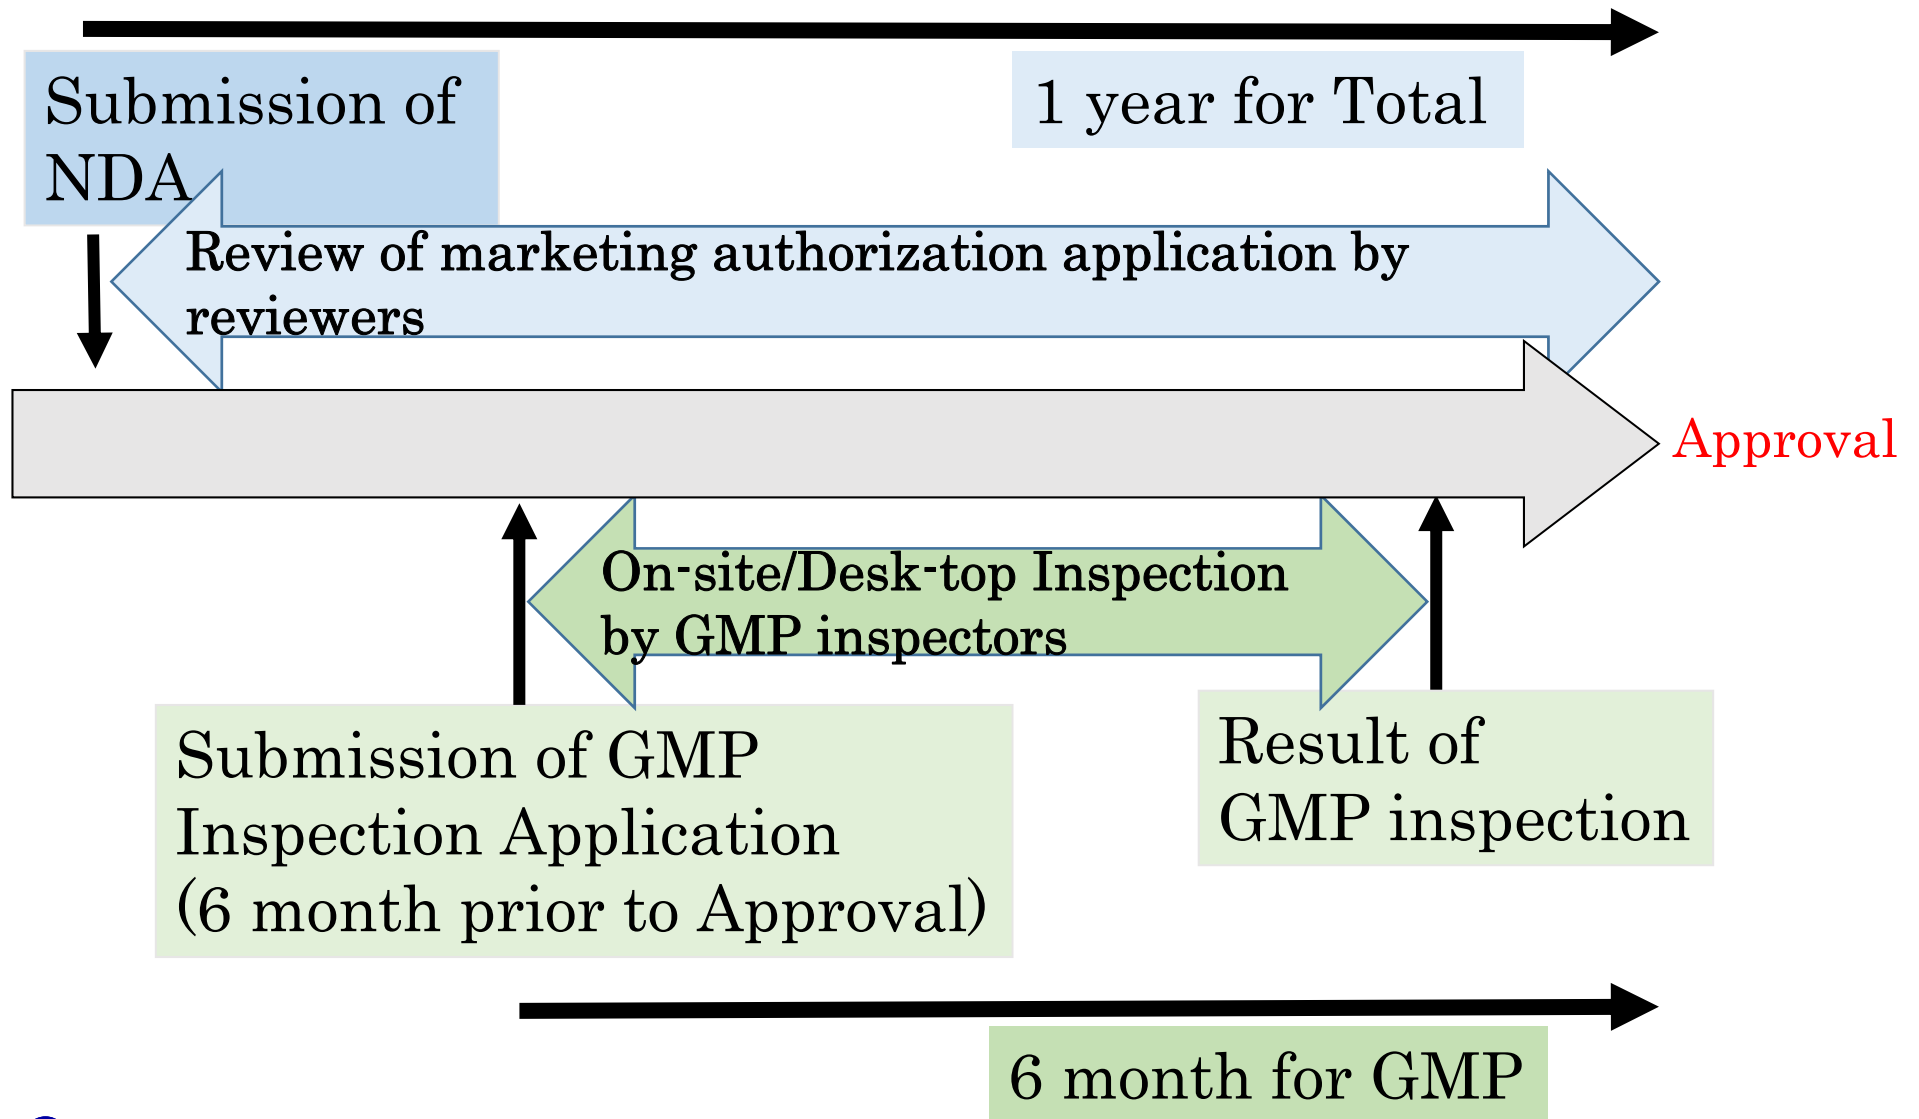 Submission of
NDA
1 year for Total
Review of marketing authorization application by
reviewers
Approval
On-site/Desk-top Inspection
by GMP inspectors
Submission of GMP
Inspection Application
(6 month prior to Approval)
Result of
GMP inspection
6 month for GMP